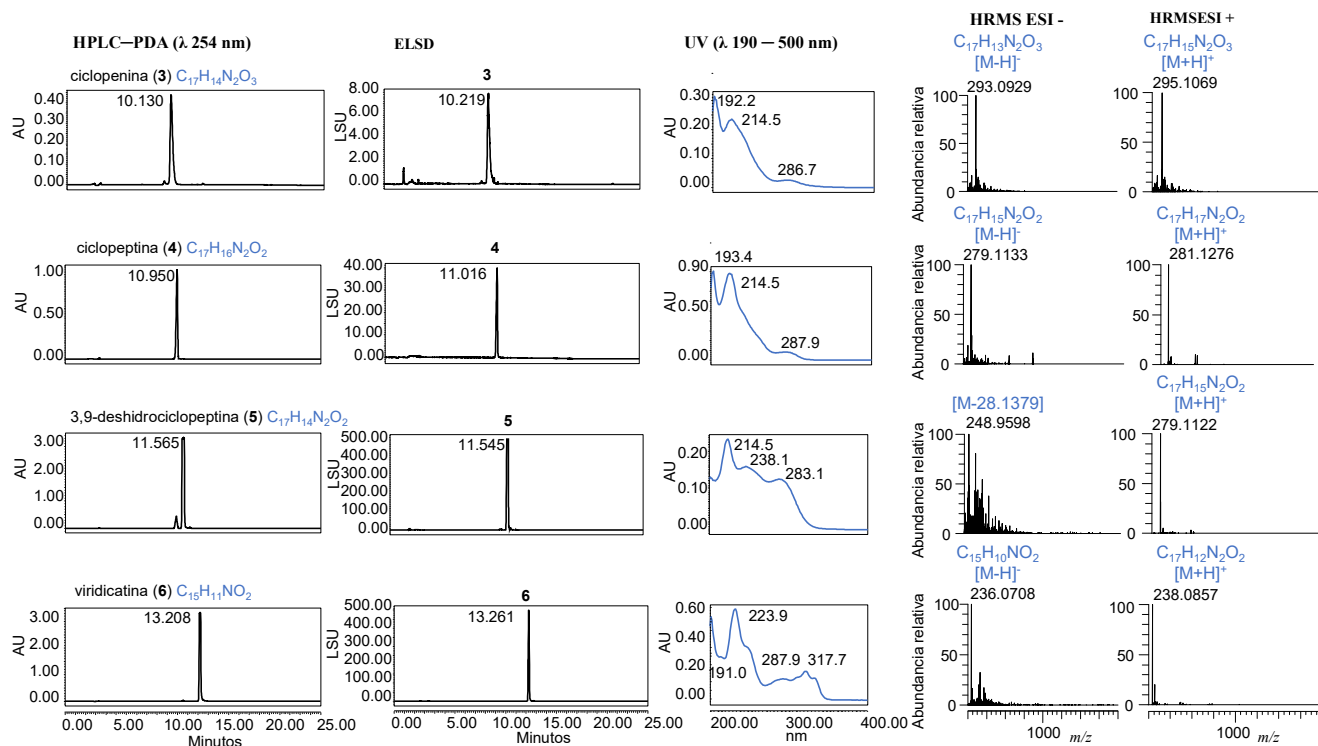 HPLC—PDA (λ 254 nm)
ELSD
UV (λ 190 — 500 nm)
HRMS ESI -
HRMSESI +
ciclopenina (3) C₁₇H₁₄N₂O₃
3
C₁₇H₁₃N₂O₃
[M-H]⁻
C₁₇H₁₅N₂O₃
[M+H]⁺
AU
0.40
0.30
0.20
0.10
0.00
10.130
LSU
8.00
6.00
4.00
2.00
0.00
10.219
AU
0.30
0.20
0.10
0.00
192.2
214.5
286.7
Abundancia relativa
100
50
0
293.0929
Abundancia relativa
100
50
0
295.1069
ciclopeptina (4) C₁₇H₁₆N₂O₂
4
C₁₇H₁₅N₂O₂
[M-H]⁻
C₁₇H₁₇N₂O₂
[M+H]⁺
AU
1.00
0.50
0.00
10.950
LSU
40.00
30.00
20.00
10.00
0.00
11.016
AU
0.90
0.50
0.00
193.4
214.5
287.9
Abundancia relativa
100
50
0
279.1133
Abundancia relativa
100
50
0
281.1276
3,9-deshidrociclopeptina (5) C₁₇H₁₄N₂O₂
5
[M-28.1379]
C₁₇H₁₅N₂O₂
[M+H]⁺
AU
3.00
2.00
1.00
0.00
11.565
LSU
500.00
400.00
300.00
200.00
100.00
0.00
11.545
AU
0.20
0.10
0.00
214.5
238.1
283.1
Abundancia relativa
100
50
0
248.9598
Abundancia relativa
100
50
0
279.1122
viridicatina (6) C₁₅H₁₁NO₂
6
C₁₅H₁₀NO₂
[M-H]⁻
C₁₇H₁₂N₂O₂
[M+H]⁺
AU
3.00
2.00
1.00
0.00
13.208
LSU
500.00
400.00
300.00
200.00
100.00
0.00
13.261
AU
0.60
0.40
0.20
0.00
191.0
223.9
287.9
317.7
Abundancia relativa
100
50
0
236.0708
Abundancia relativa
100
50
0
238.0857
0.00 5.00 10.00 15.00 20.00 25.00
Minutos
0.00 5.00 10.00 15.00 20.00 25.00
Minutos
200.00 300.00 400.00
nm
1000 m/z
1000 m/z